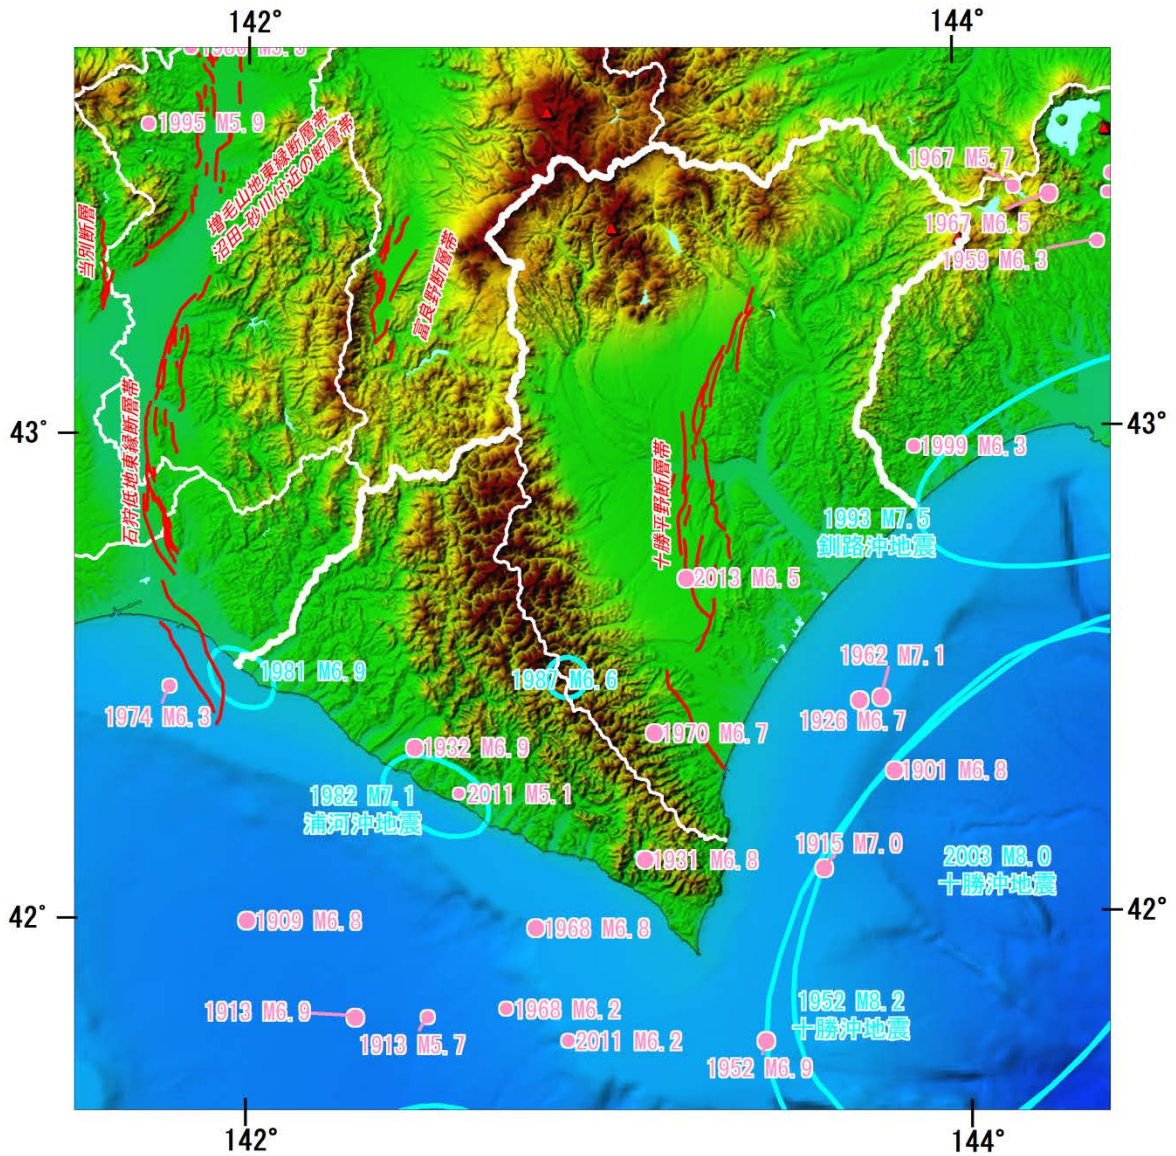 142°
144°
1995 M5.9
増毛山地東縁断層帯
沼田-砂川付近の断層帯
当別断層
富良野断層帯
1967 M5.7
1967 M6.5
1959 M6.3
43°
43°
石狩低地東縁断層帯
十勝平野断層帯
1999 M6.3
1993 M7.5
釧路沖地震
2013 M6.5
1981 M6.9
1987 M6.6
1962 M7.1
1974 M6.3
1926 M6.7
1932 M6.9
1970 M6.7
1901 M6.8
1982 M7.1
浦河沖地震
2011 M5.1
1915 M7.0
1931 M6.8
2003 M8.0
十勝沖地震
42°
42°
1909 M6.8
1968 M6.8
1913 M6.9
1968 M6.2
1952 M8.2
十勝沖地震
1913 M5.7
2011 M6.2
1952 M6.9
142°
144°